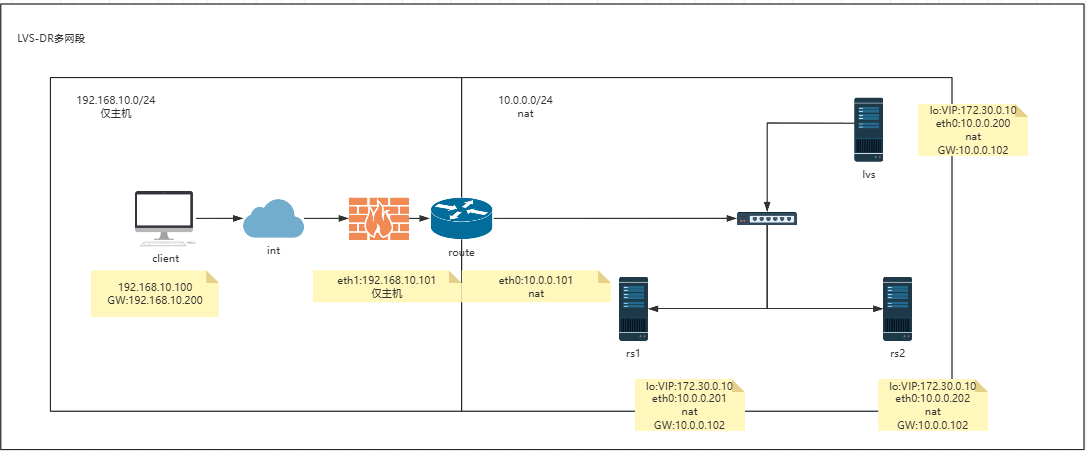 LVS-DR多网段
192.168.10.0/24
仅主机
10.0.0.0/24
nat
lo:VIP:172.30.0.10
eth0:10.0.0.200
nat
GW:10.0.0.102
lvs
client
int
route
192.168.10.100
GW:192.168.10.200
eth1:192.168.10.101
仅主机
eth0:10.0.0.101
nat
rs1
rs2
lo:VIP:172.30.0.10
eth0:10.0.0.201
nat
GW:10.0.0.102
lo:VIP:172.30.0.10
eth0:10.0.0.202
nat
GW:10.0.0.102